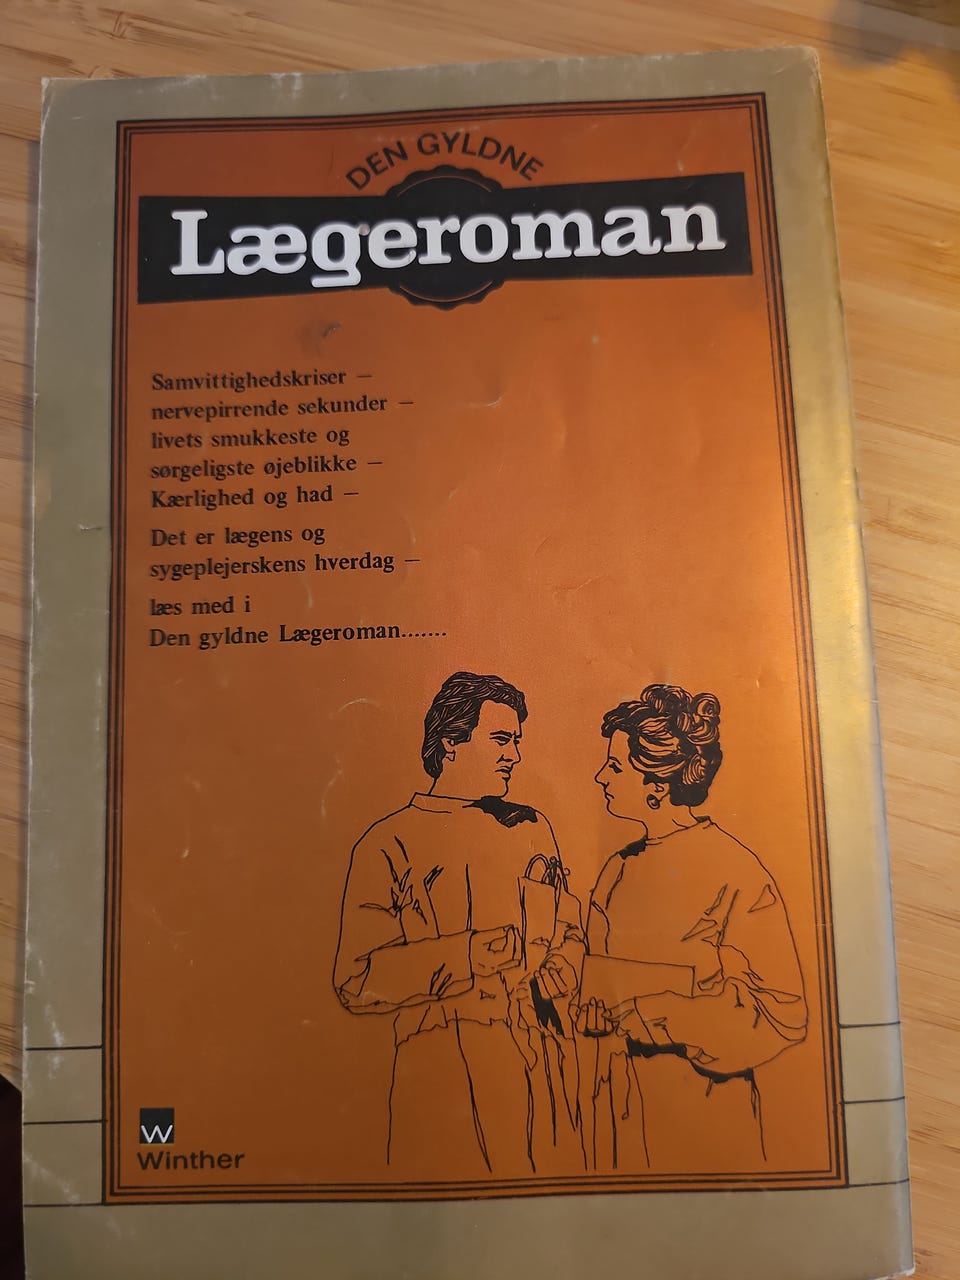 DEN GYLDNE
Lægeroman
Samvittighedskriser —
nervepirrende sekunder —
livets smukkeste og
sørgeligste øjeblikke —
Kærlighed og had —
Det er lægens og
sygeplejerskens hverdag —
læs med i
Den gyldne Lægeroman.......
W
Winther